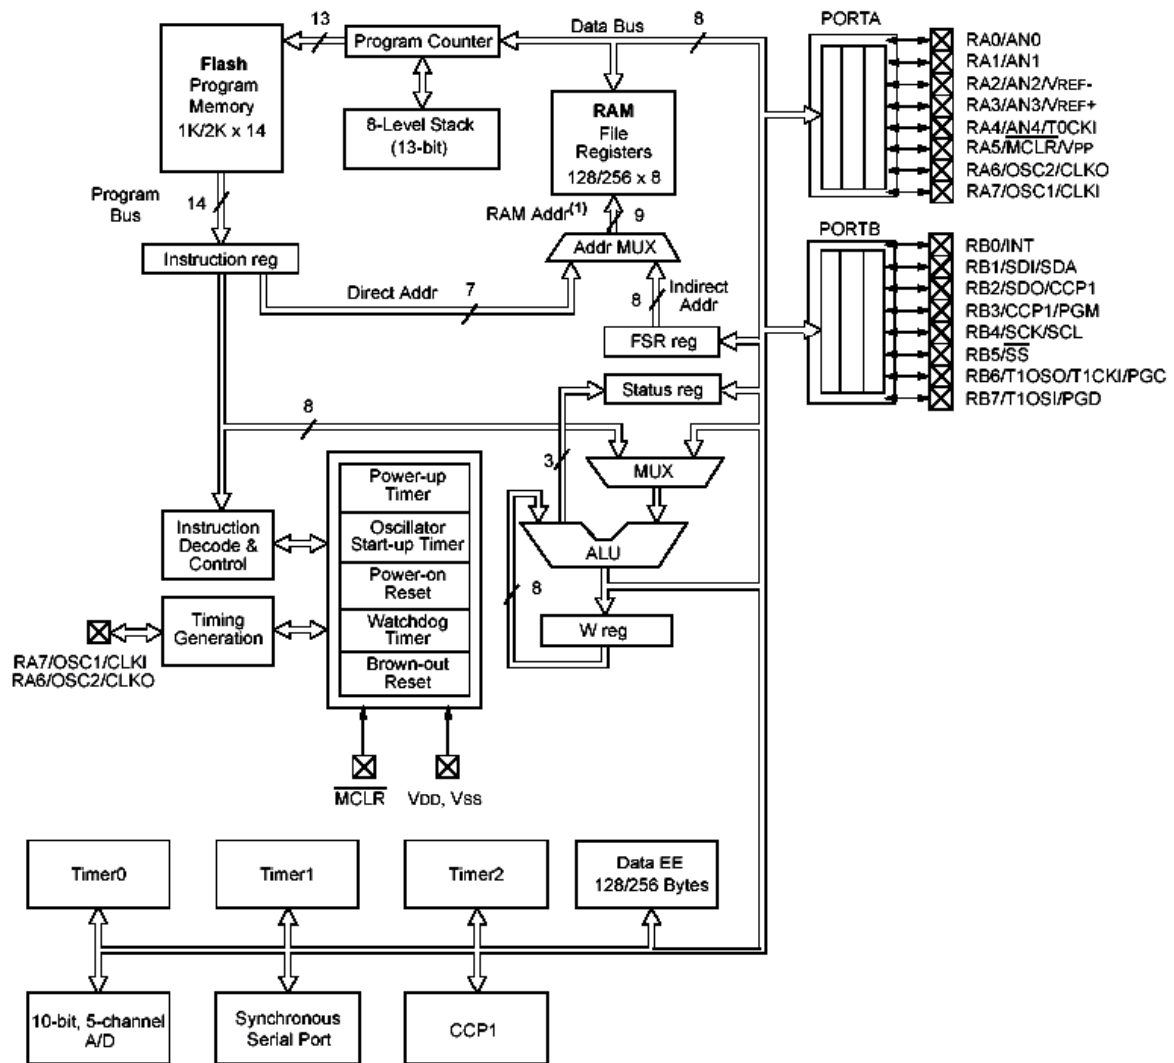 13
Data Bus
8
PORTA
Flash
Program
Memory
1K/2K x 14
Program Counter
8-Level Stack
(13-bit)
RAM
File
Registers
128/256 x 8
RA0/AN0
RA1/AN1
RA2/AN2/VREF-
RA3/AN3/VREF+
RA4/AN4/T0CKI
RA5/MCLR/VPP
RA6/OSC2/CLKO
RA7/OSC1/CLKI
Program
Bus
14
RAM Addr(1)
9
PORTB
Instruction reg
Addr MUX
Direct Addr
7
8
Indirect
Addr
FSR reg
RB0/INT
RB1/SDI/SDA
RB2/SDO/CCP1
RB3/CCP1/PGM
RB4/SCK/SCL
RB5/SS
RB6/T1OSO/T1CKI/PGC
RB7/T1OSI/PGD
Status reg
8
3
MUX
Power-up
Timer
Oscillator
Start-up Timer
Power-on
Reset
Watchdog
Timer
Brown-out
Reset
Instruction
Decode &
Control
ALU
8
Timing
Generation
W reg
RA7/OSC1/CLKI
RA6/OSC2/CLKO
MCLR
VDD, VSS
Timer0
Timer1
Timer2
Data EE
128/256 Bytes
10-bit, 5-channel
A/D
Synchronous
Serial Port
CCP1